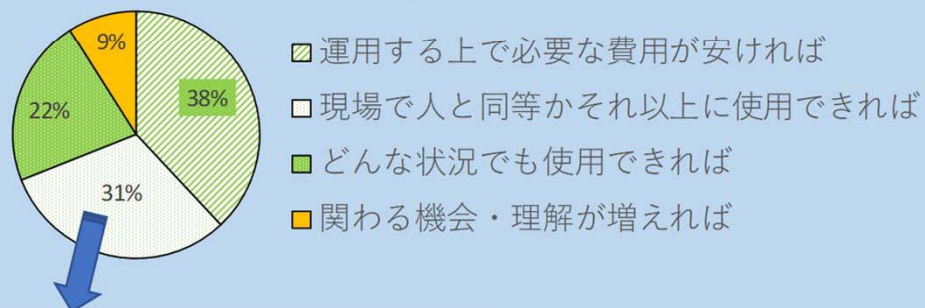 9%
38%
22%
31%
運用する上で必要な費用が安ければ
現場で人と同等かそれ以上に使用できれば
どんな状況でも使用できれば
関わる機会・理解が増えれば